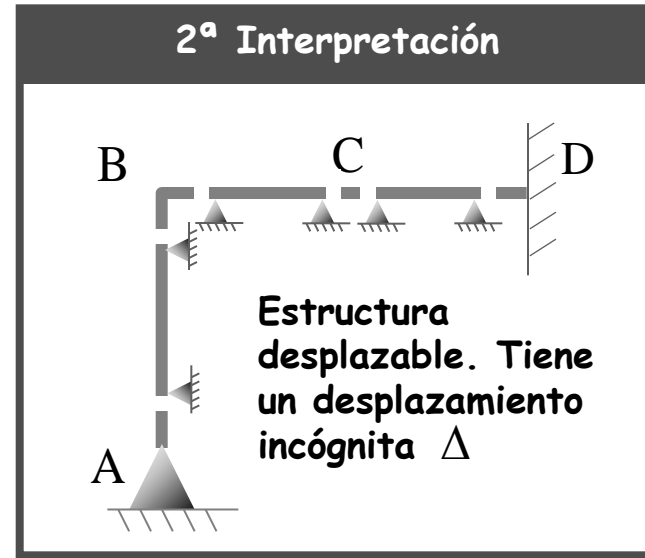 2ª Interpretación
B
C
D
Estructura
desplazable. Tiene
un desplazamiento
incógnita Δ
A